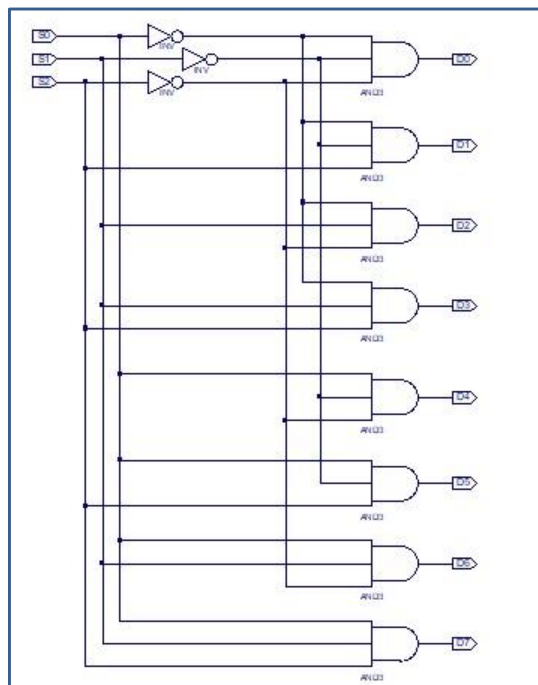 S0
INV
S1
INV
S2
INV
D0
AND3
D1
AND3
D2
AND3
D3
AND3
D4
AND3
D5
AND3
D6
AND3
D7
AND3